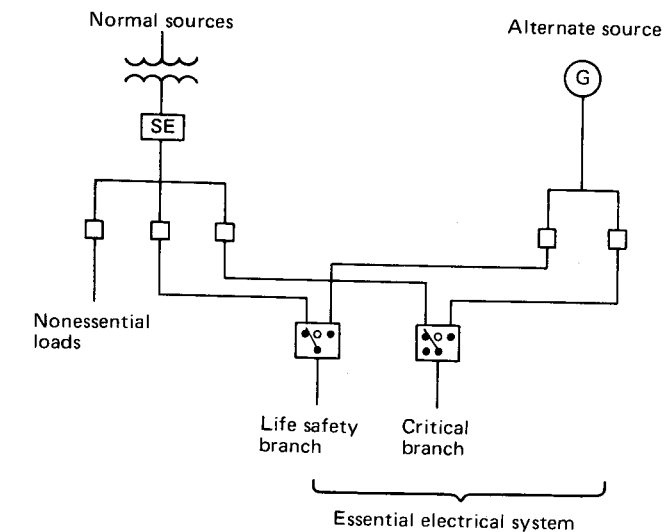 Normal sources
Alternate source
G
SE
Nonessential
loads
Life safety
branch
Critical
branch
Essential electrical system